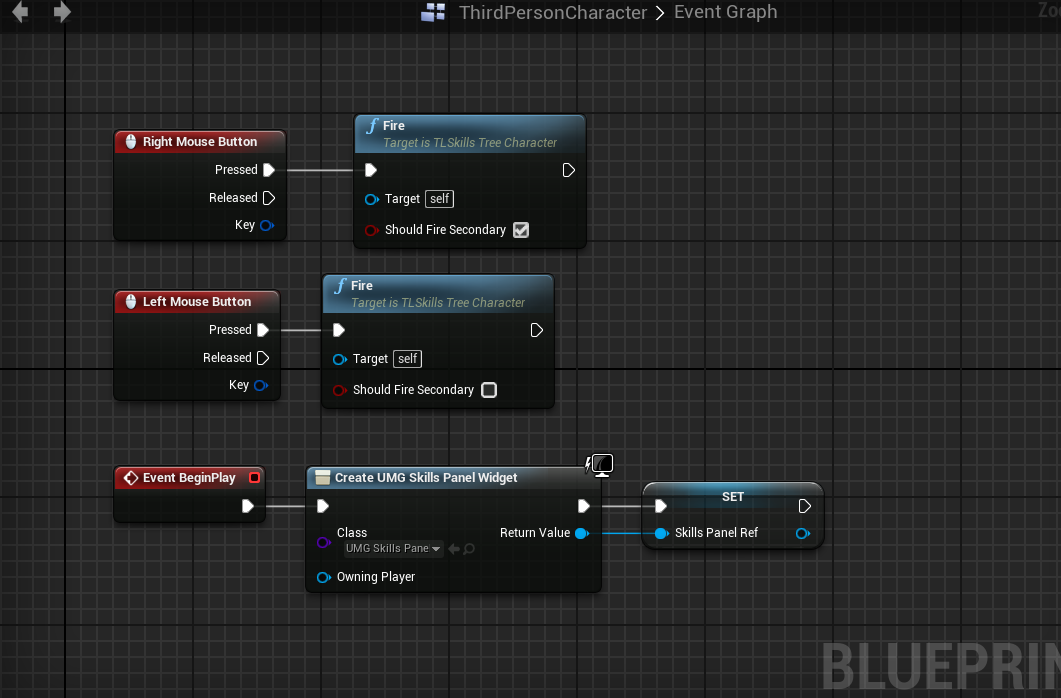 ThirdPersonCharacter > Event Graph
Right Mouse Button
Pressed
Released
Key
Fire
Target is TLSkills Tree Character
Target self
Should Fire Secondary
Left Mouse Button
Pressed
Released
Key
Fire
Target is TLSkills Tree Character
Target self
Should Fire Secondary
Event BeginPlay
Create UMG Skills Panel Widget
Class
UMG Skills Pane
Owning Player
Return Value
SET
Skills Panel Ref
BLUEPRIN